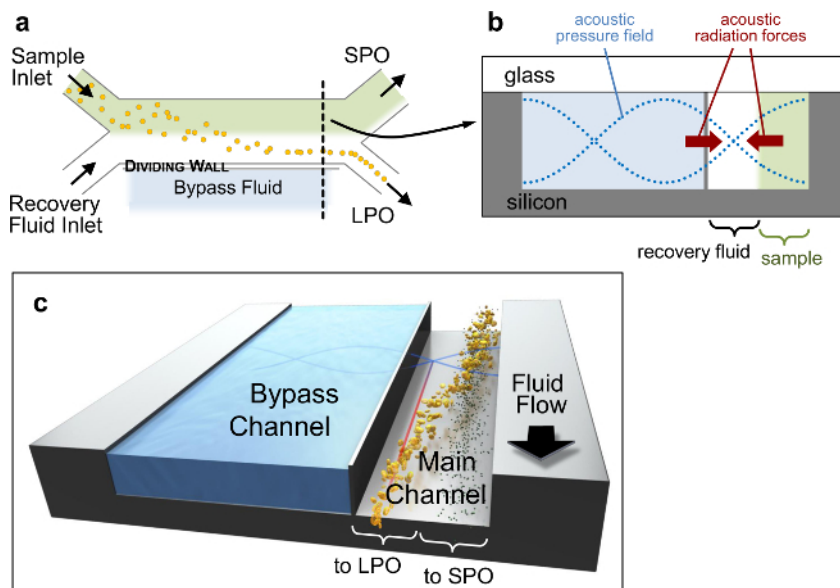 a
Sample
Inlet
SPO
DIVIDING WALL
Bypass Fluid
Recovery
Fluid Inlet
LPO
b
acoustic
pressure field
acoustic
radiation forces
glass
silicon
recovery fluid
sample
c
Bypass
Channel
Main
Channel
Fluid
Flow
to LPO
to SPO